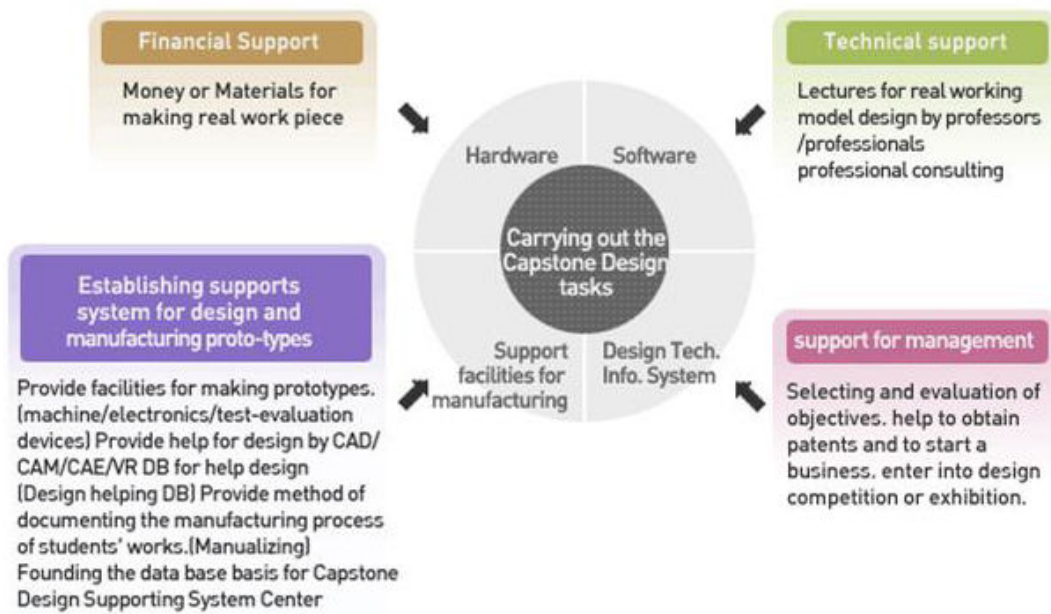 Financial Support
Money or Materials for
making real work piece
Technical support
Lectures for real working
model design by professors
/professionals
professional consulting
Hardware
Software
Carrying out the
Capstone Design
tasks
Support
facilities for
manufacturing
Design Tech.
Info. System
Establishing supports
system for design and
manufacturing proto-types
Provide facilities for making prototypes.
(machine/electronics/test-evaluation
devices) Provide help for design by CAD/
CAM/CAE/VR DB for help design
(Design helping DB) Provide method of
documenting the manufacturing process
of students' works.(Manualizing)
Founding the data base basis for Capstone
Design Supporting System Center
support for management
Selecting and evaluation of
objectives. help to obtain
patents and to start a
business. enter into design
competition or exhibition.